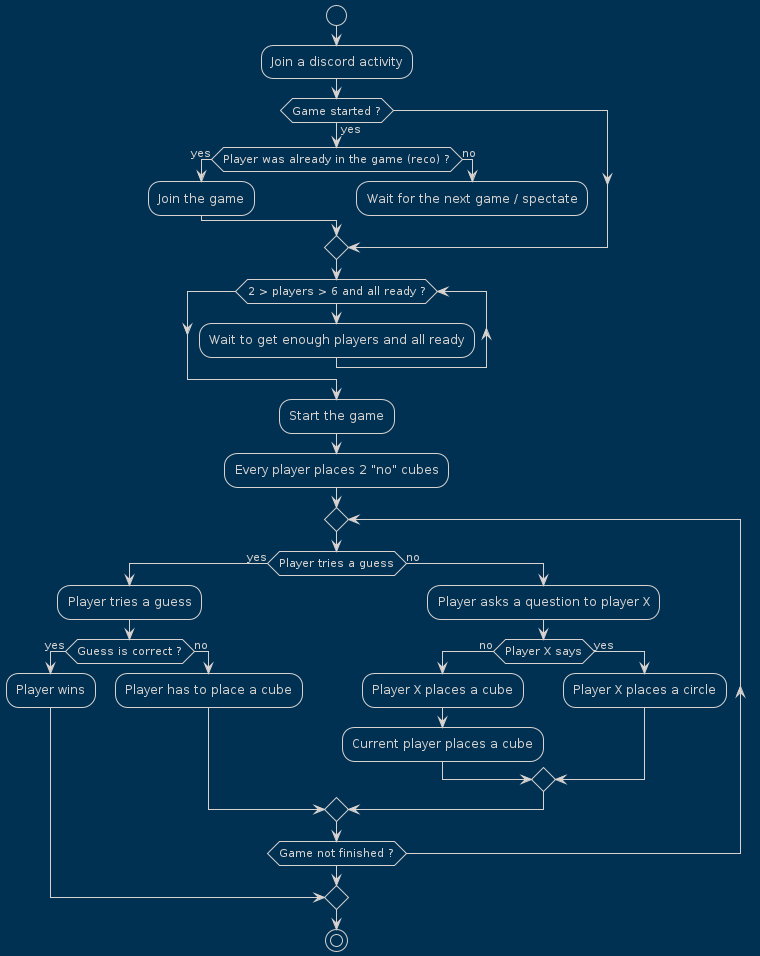 Join a discord activity
Game started ?
yes
yes
Player was already in the game (reco) ?
no
Join the game
Wait for the next game / spectate
2 > players > 6 and all ready ?
Wait to get enough players and all ready
Start the game
Every player places 2 "no" cubes
yes
Player tries a guess
no
Player tries a guess
Player asks a question to player X
yes
Guess is correct ?
no
no
Player X says
yes
Player wins
Player has to place a cube
Player X places a cube
Player X places a circle
Current player places a cube
Game not finished ?